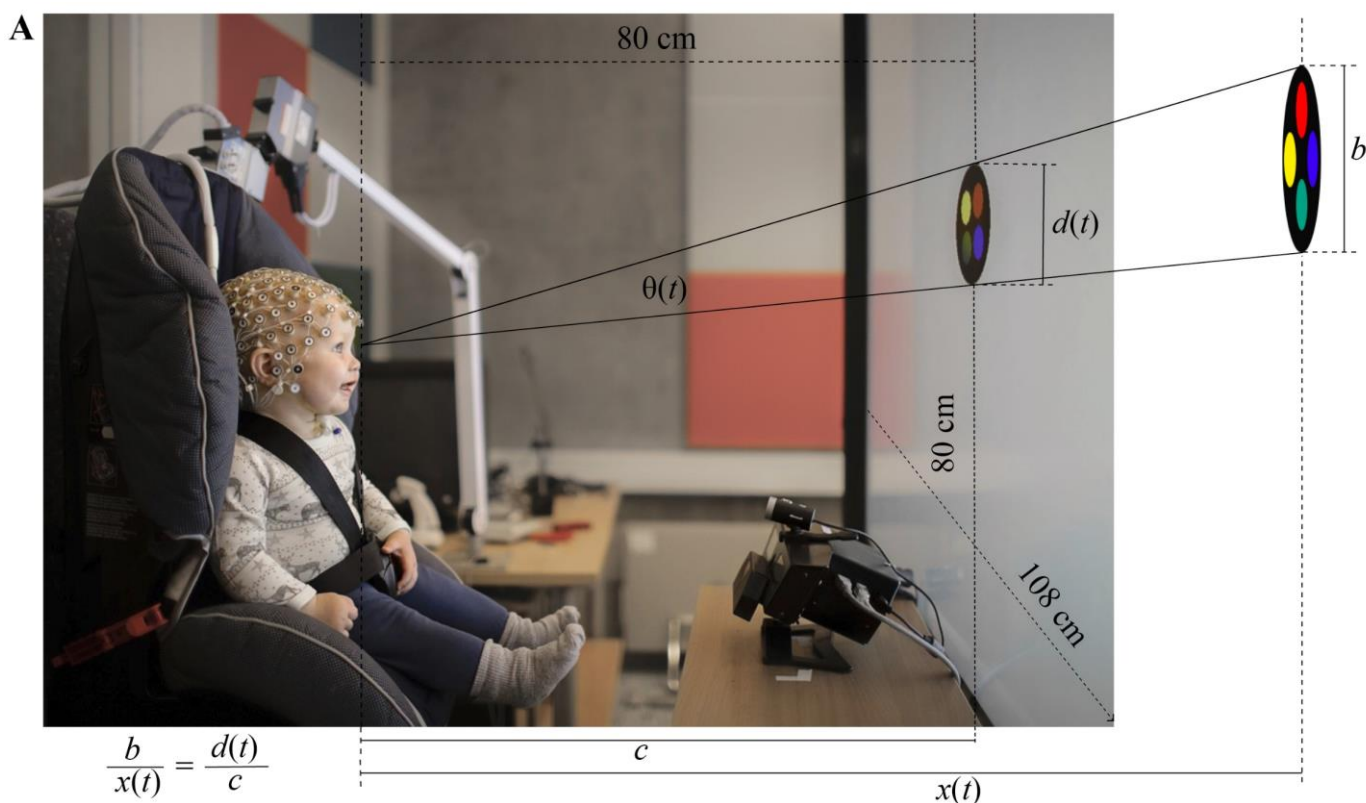 A
80 cm
b
d(t)
θ(t)
80 cm
108 cm
c
b/x(t) = d(t)/c
x(t)